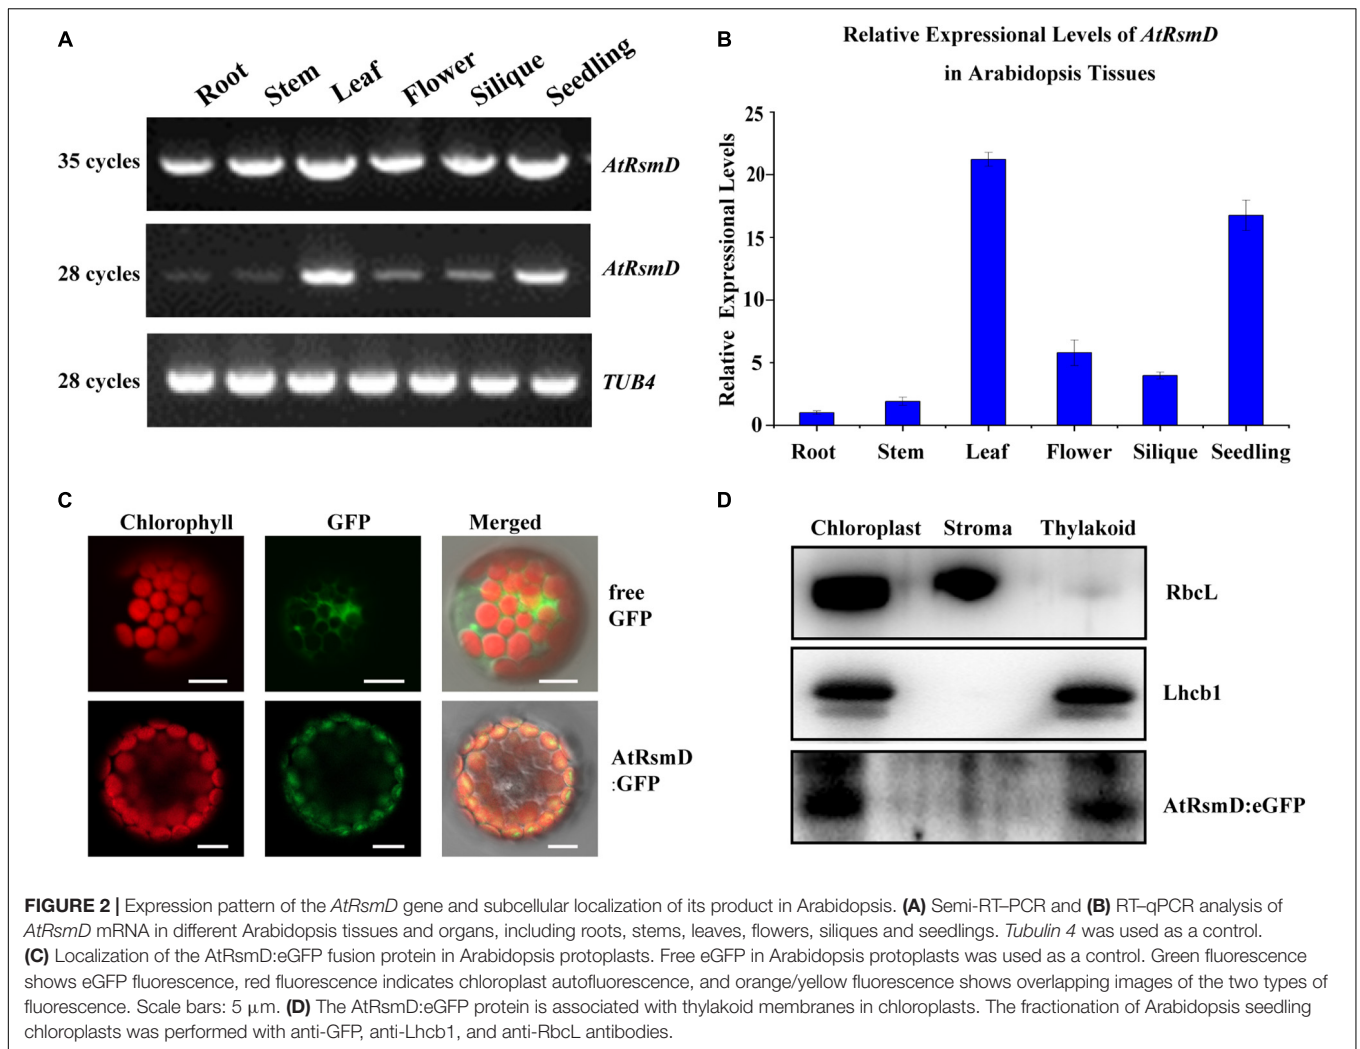 A
Root Stem Leaf Flower Silique Seedling
35 cycles AtRsmD
28 cycles AtRsmD
28 cycles TUB4
B
Relative Expressional Levels of AtRsmD
in Arabidopsis Tissues
Relative Expressional Levels
25
20
15
10
5
0
Root Stem Leaf Flower Silique Seedling
C
Chlorophyll GFP Merged
free
GFP
AtRsmD
:GFP
D
Chloroplast Stroma Thylakoid
RbcL
Lhcb1
AtRsmD:eGFP
FIGURE 2 | Expression pattern of the AtRsmD gene and subcellular localization of its product in Arabidopsis. (A) Semi-RT–PCR and (B) RT–qPCR analysis of
AtRsmD mRNA in different Arabidopsis tissues and organs, including roots, stems, leaves, flowers, siliques and seedlings. Tubulin 4 was used as a control.
(C) Localization of the AtRsmD:eGFP fusion protein in Arabidopsis protoplasts. Free eGFP in Arabidopsis protoplasts was used as a control. Green fluorescence
shows eGFP fluorescence, red fluorescence indicates chloroplast autofluorescence, and orange/yellow fluorescence shows overlapping images of the two types of
fluorescence. Scale bars: 5 μm. (D) The AtRsmD:eGFP protein is associated with thylakoid membranes in chloroplasts. The fractionation of Arabidopsis seedling
chloroplasts was performed with anti-GFP, anti-Lhcb1, and anti-RbcL antibodies.